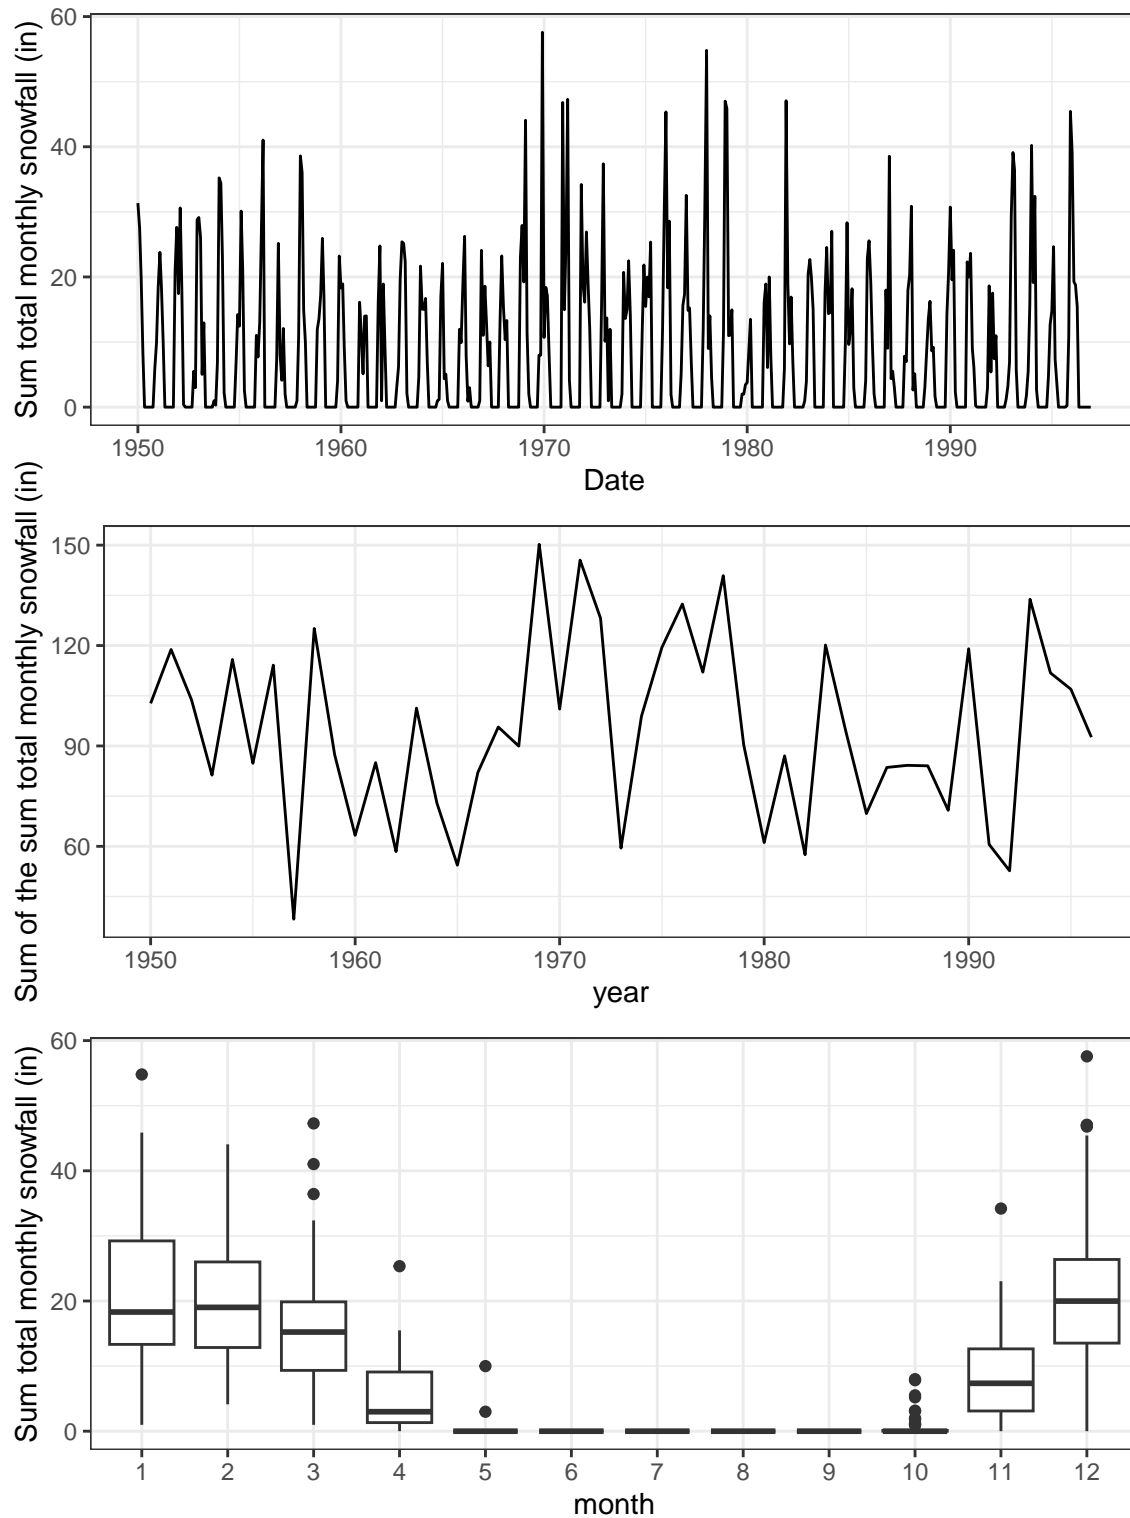 Sum total monthly snowfall (in)
60
40
20
0
1950 1960 1970 1980 1990
Date
Sum of the sum total monthly snowfall (in)
150
120
90
60
1950 1960 1970 1980 1990
year
Sum total monthly snowfall (in)
60
40
20
0
1 2 3 4 5 6 7 8 9 10 11 12
month